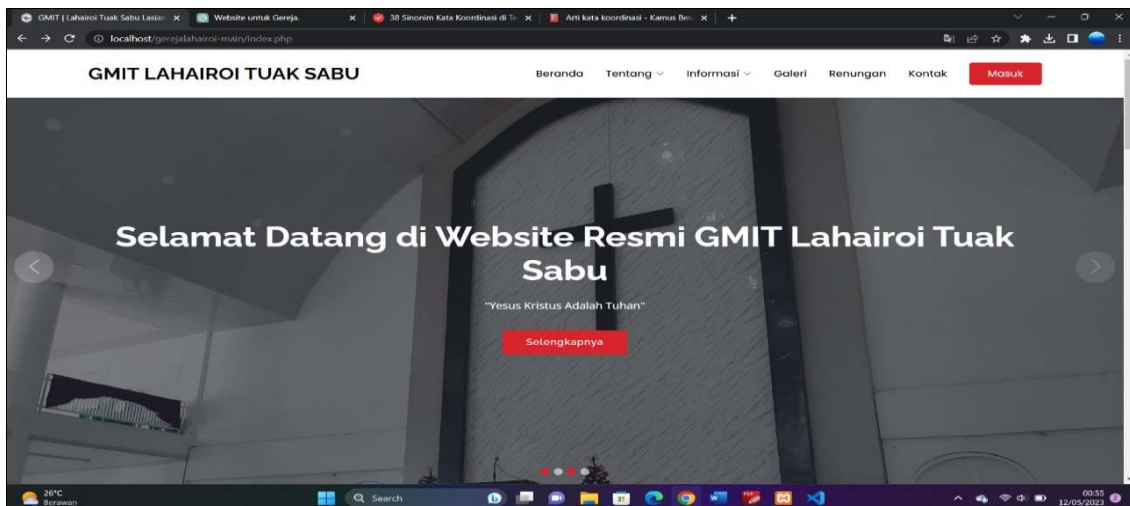 GMIT | Lahairoi Tuak Sabu Lasian
Website untuk Gereja.
38 Sinonim Kata Koordinasi di Te
Arti kata koordinasi - Kamus Bes
localhost/gerejalahairoi-main/index.php
GMIT LAHAIROI TUAK SABU
Beranda Tentang Informasi Galeri Renungan Kontak Masuk
Selamat Datang di Website Resmi GMIT Lahairoi Tuak
Sabu
"Yesus Kristus Adalah Tuhan"
Selengkapnya
26°C
Berawan
Search
00:55
12/05/2023